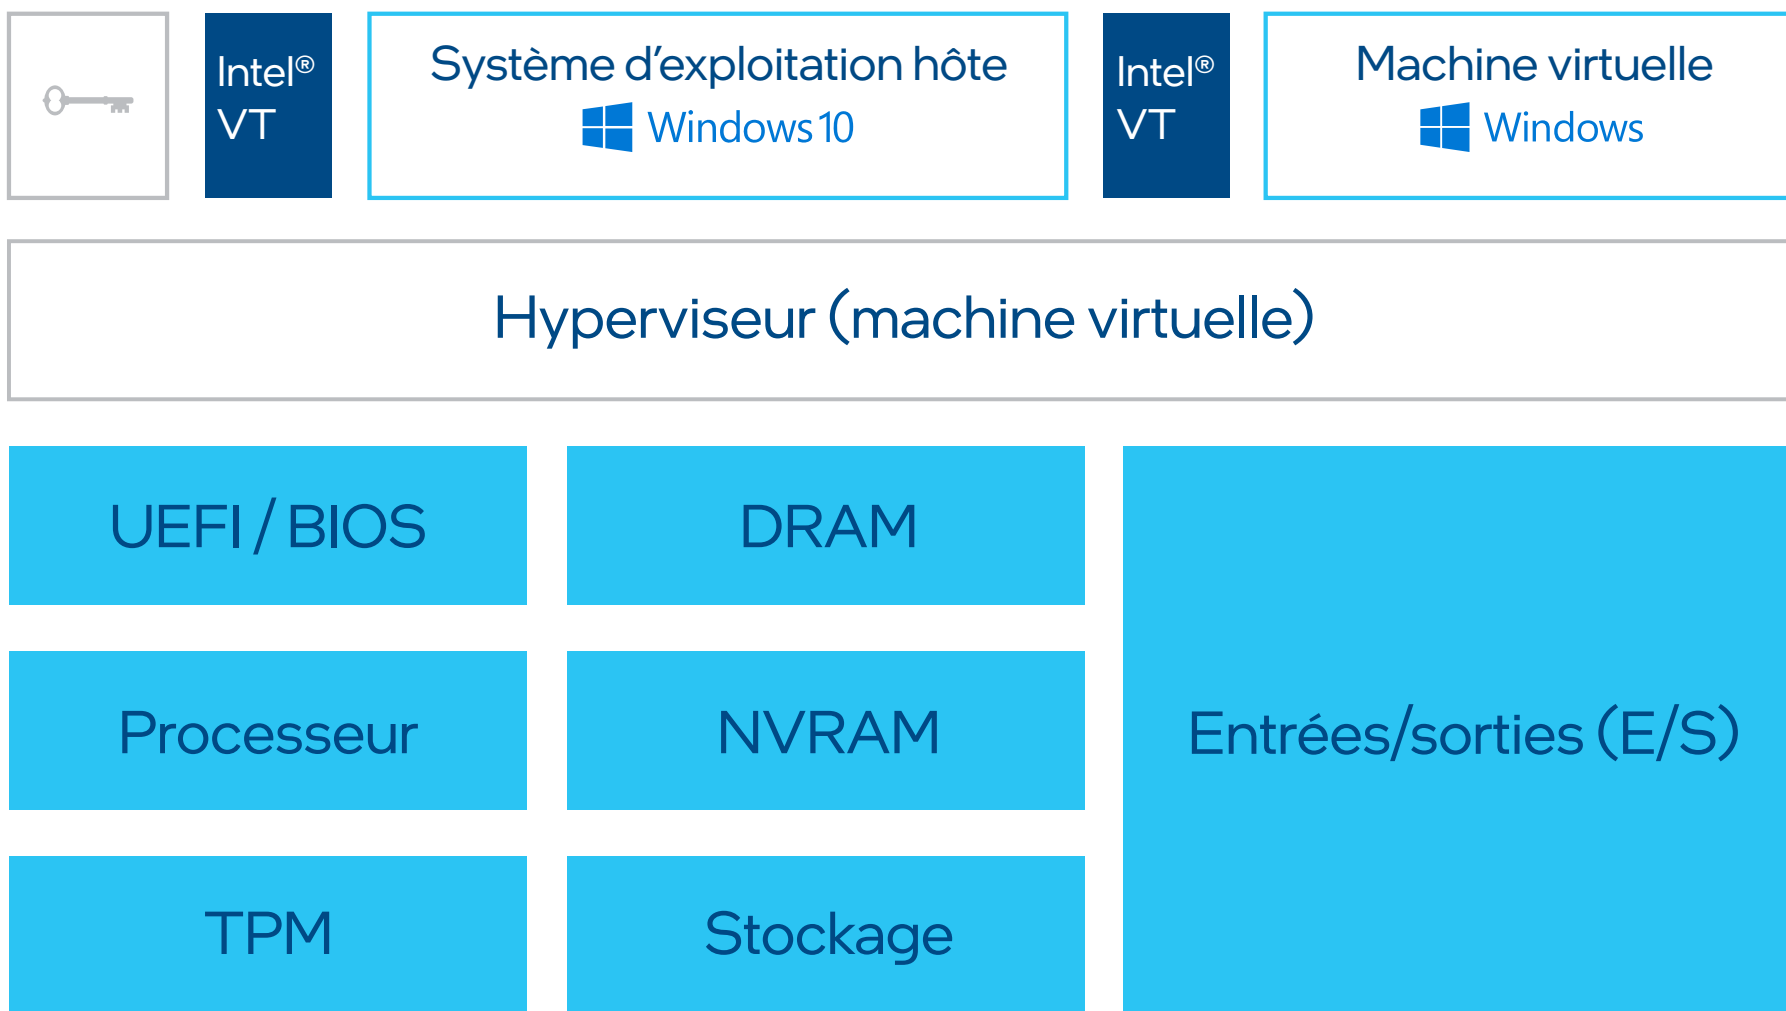 Intel®
VT
Système d’exploitation hôte
Windows 10
Intel®
VT
Machine virtuelle
Windows
Hyperviseur (machine virtuelle)
UEFI / BIOS
DRAM
Processeur
NVRAM
Entrées/sorties (E/S)
TPM
Stockage